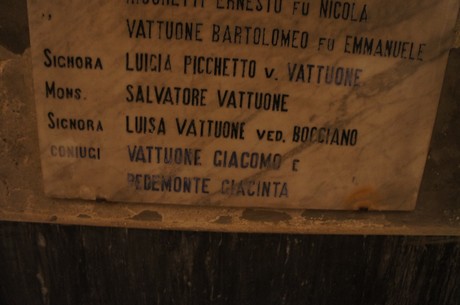 ERNESTO FU NICOLA
VATTUONE BARTOLOMEO FU EMMANUELE
SIGNORA LUIGIA PICCHETTO V. VATTUONE
MONS. SALVATORE VATTUONE
SIGNORA LUISA VATTUONE VED. BOGGIANO
CONIUGI VATTUONE GIACOMO E
PEDEMONTE GIACINTA